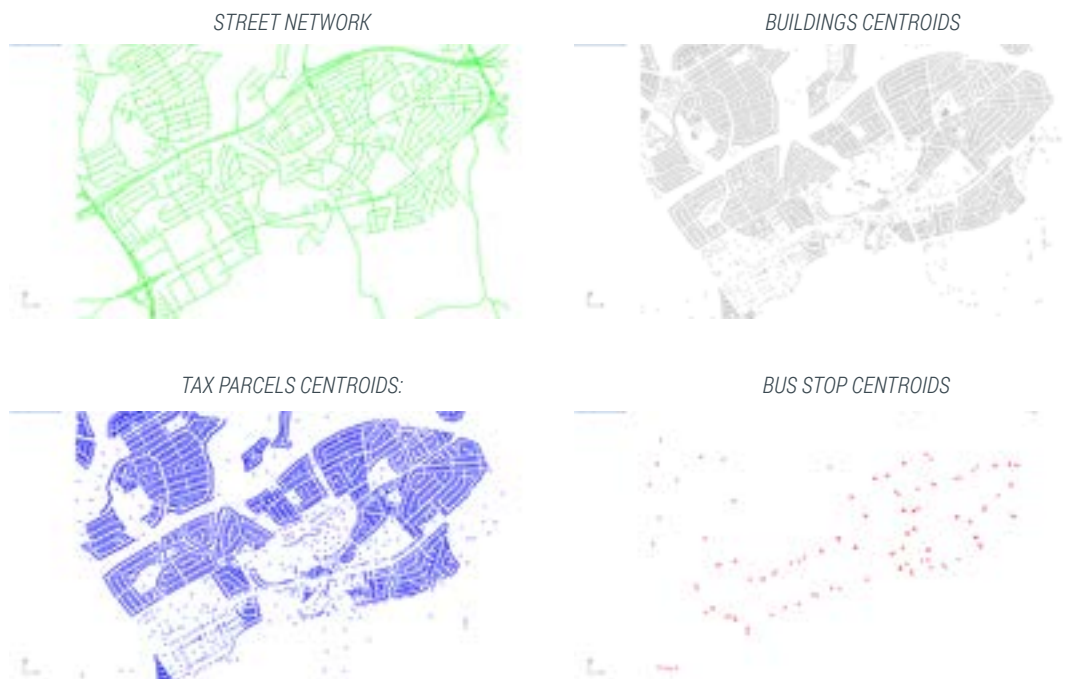 STREET NETWORK
BUILDINGS CENTROIDS
TAX PARCELS CENTROIDS:
BUS STOP CENTROIDS